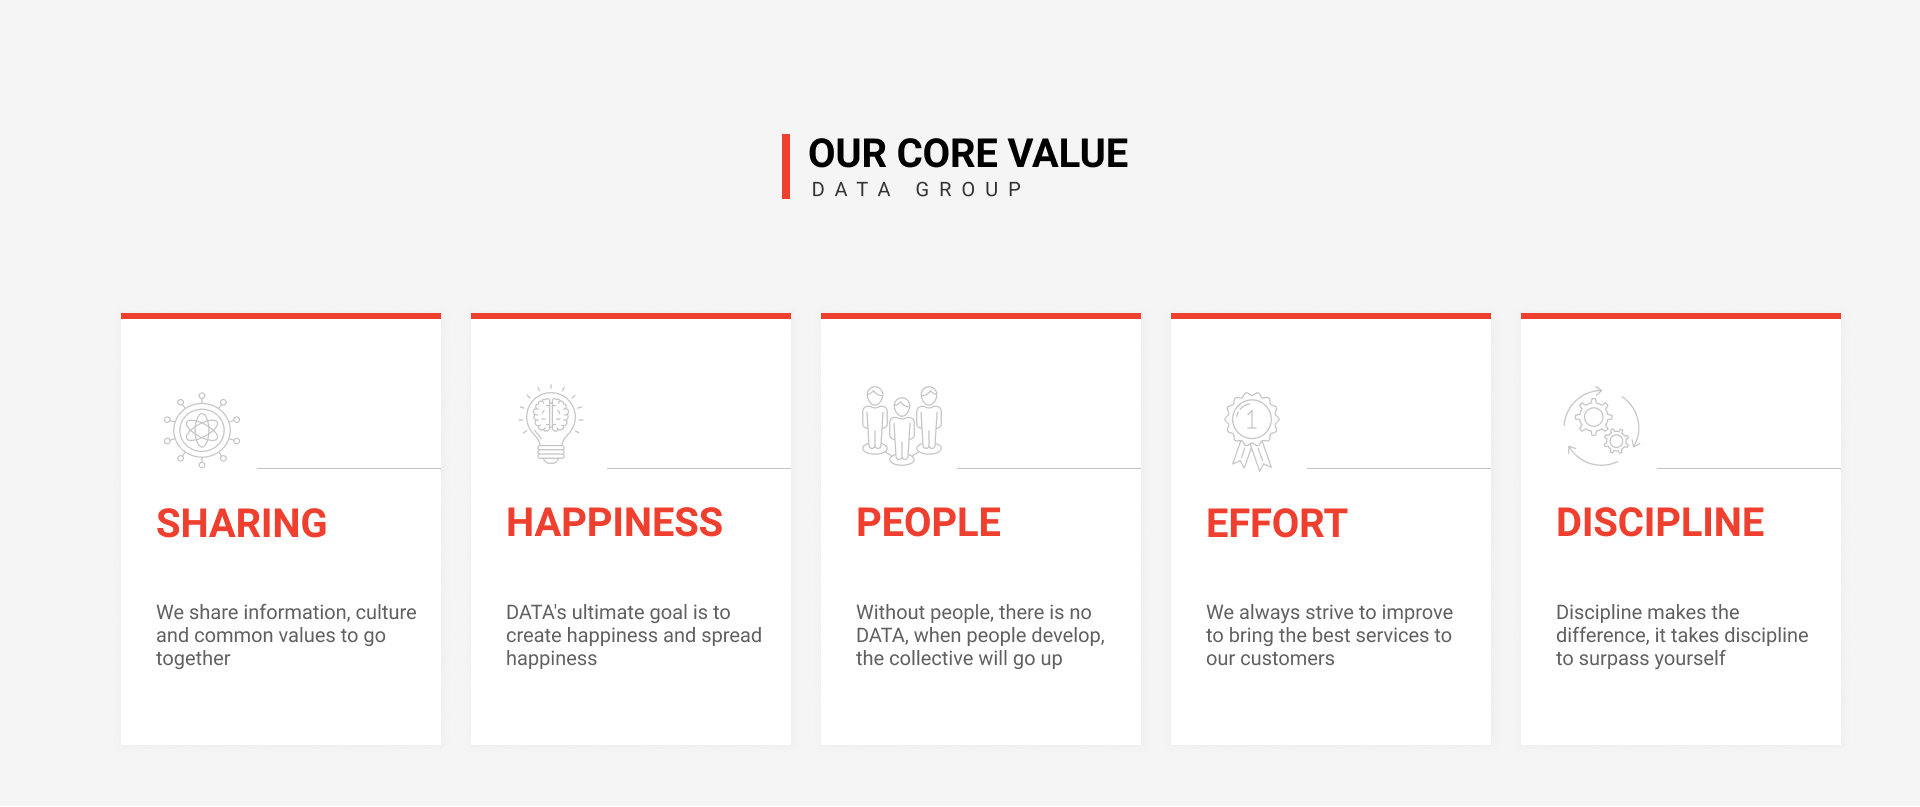 OUR CORE VALUE
DATA GROUP
SHARING
We share information, culture
and common values to go
together
HAPPINESS
DATA's ultimate goal is to
create happiness and spread
happiness
PEOPLE
Without people, there is no
DATA, when people develop,
the collective will go up
1
EFFORT
We always strive to improve
to bring the best services to
our customers
DISCIPLINE
Discipline makes the
difference, it takes discipline
to surpass yourself